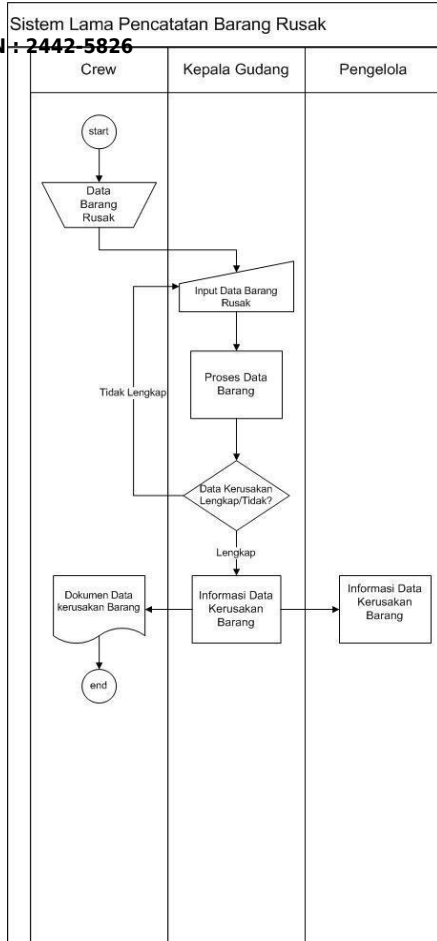 Sistem Lama Pencatatan Barang Rusak
N : 2442-5826
Crew
Kepala Gudang
Pengelola
start
Data
Barang
Rusak
Input Data Barang
Rusak
Proses Data
Barang
Tidak Lengkap
Data Kerusakan
Lengkap/Tidak?
Lengkap
Dokumen Data
kerusakan Barang
Informasi Data
Kerusakan
Barang
Informasi Data
Kerusakan
Barang
end